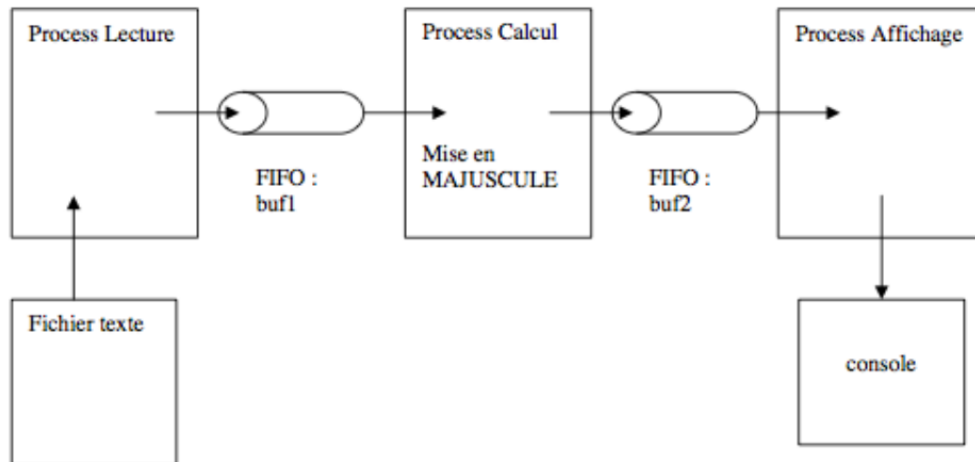 Process Lecture
Process Calcul
Process Affichage
Mise en
MAJUSCULE
FIFO :
buf1
FIFO :
buf2
Fichier texte
console